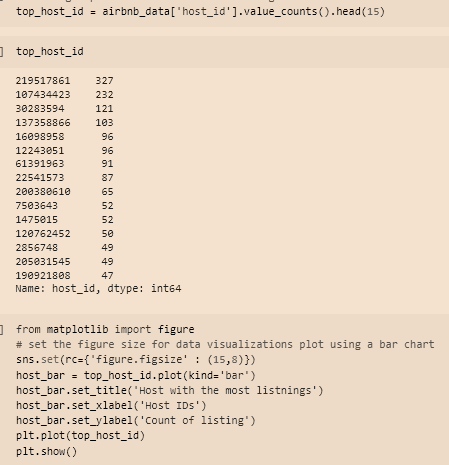 top_host_id = airbnb_data['host_id'].value_counts().head(15)
] top_host_id
219517861 327
107434423 232
30283594 121
137358866 103
16098958 96
12243051 96
61391963 91
22541573 87
200380610 65
7503643 52
1475015 52
120762452 50
2856748 49
205031545 49
190921808 47
Name: host_id, dtype: int64
] from matplotlib import figure
# set the figure size for data visualizations plot using a bar chart
sns.set(rc={'figure.figsize' : (15,8)})
host_bar = top_host_id.plot(kind='bar')
host_bar.set_title('Host with the most listnings')
host_bar.set_xlabel('Host IDs')
host_bar.set_ylabel('Count of listing')
plt.plot(top_host_id)
plt.show()